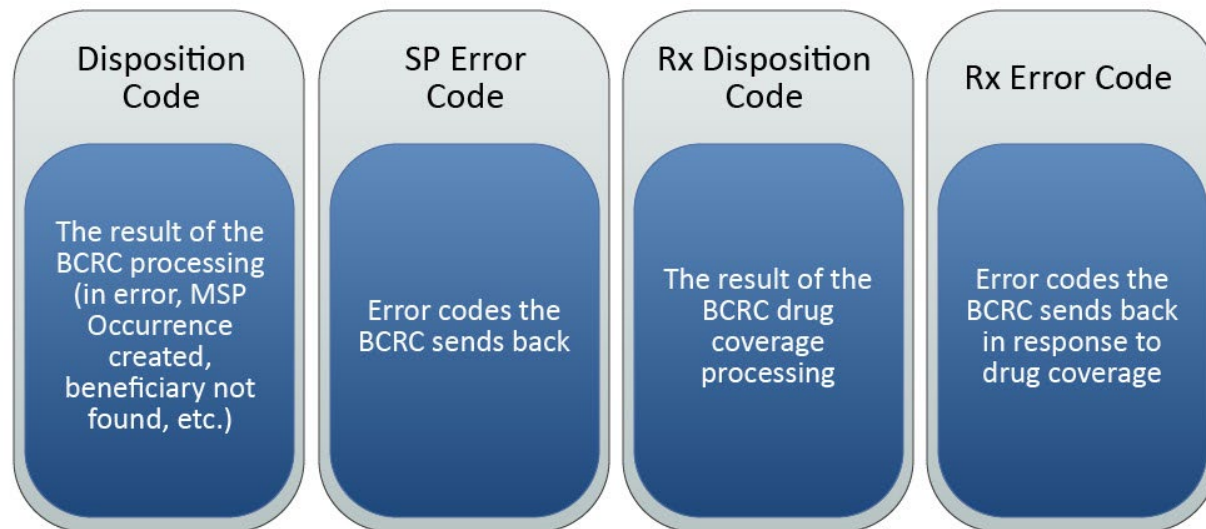 Disposition
Code
The result of the
BCRC processing
(in error, MSP
Occurrence
created,
beneficiary not
found, etc.)
SP Error
Code
Error codes the
BCRC sends back
Rx Disposition
Code
The result of the
BCRC drug
coverage
processing
Rx Error Code
Error codes the
BCRC sends back
in response to
drug coverage